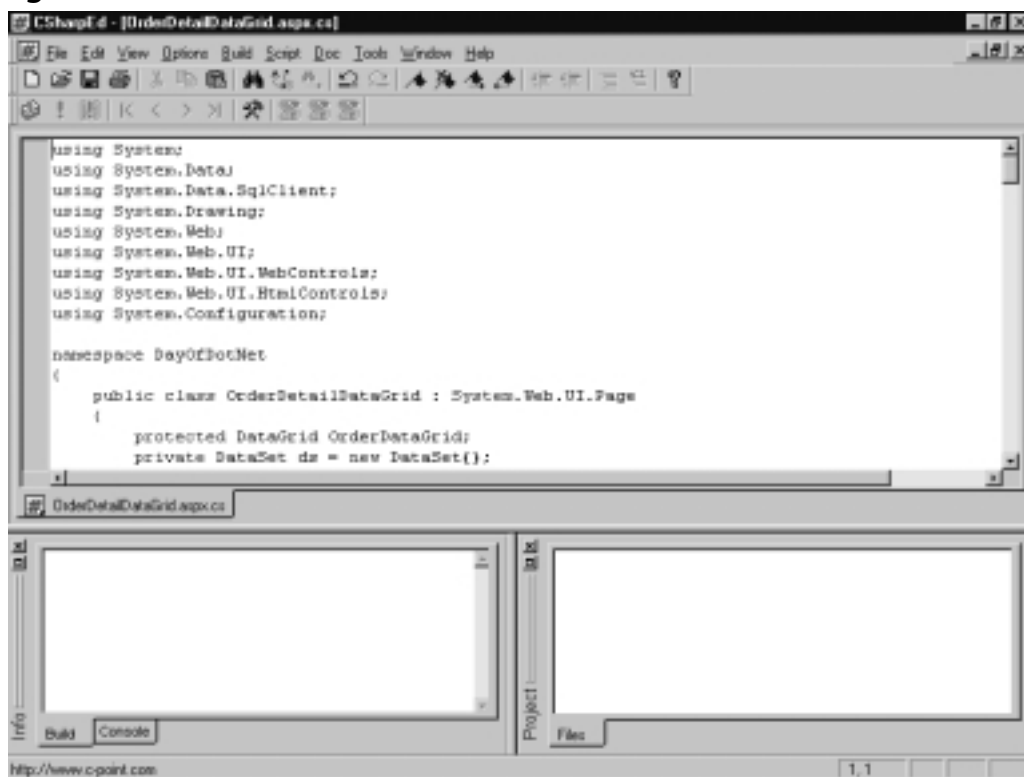 CSharpEd - [OrderDetailDataGrid.aspx.cs]
File Edit View Options Build Script Doc Tools Window Help
using System;
using System.Data;
using System.Data.SqlClient;
using System.Drawing;
using System.Web;
using System.Web.UI;
using System.Web.UI.WebControls;
using System.Web.UI.HtmlControls;
using System.Configuration;
namespace DayOfDotNet
{
public class OrderDetailDataGrid : System.Web.UI.Page
{
protected DataGrid OrderDataGrid;
private DataSet ds = new DataSet();
OrderDetailDataGrid.aspx.cs
Info
Build Console
Project
Files
http://www.c-point.com 1, 1